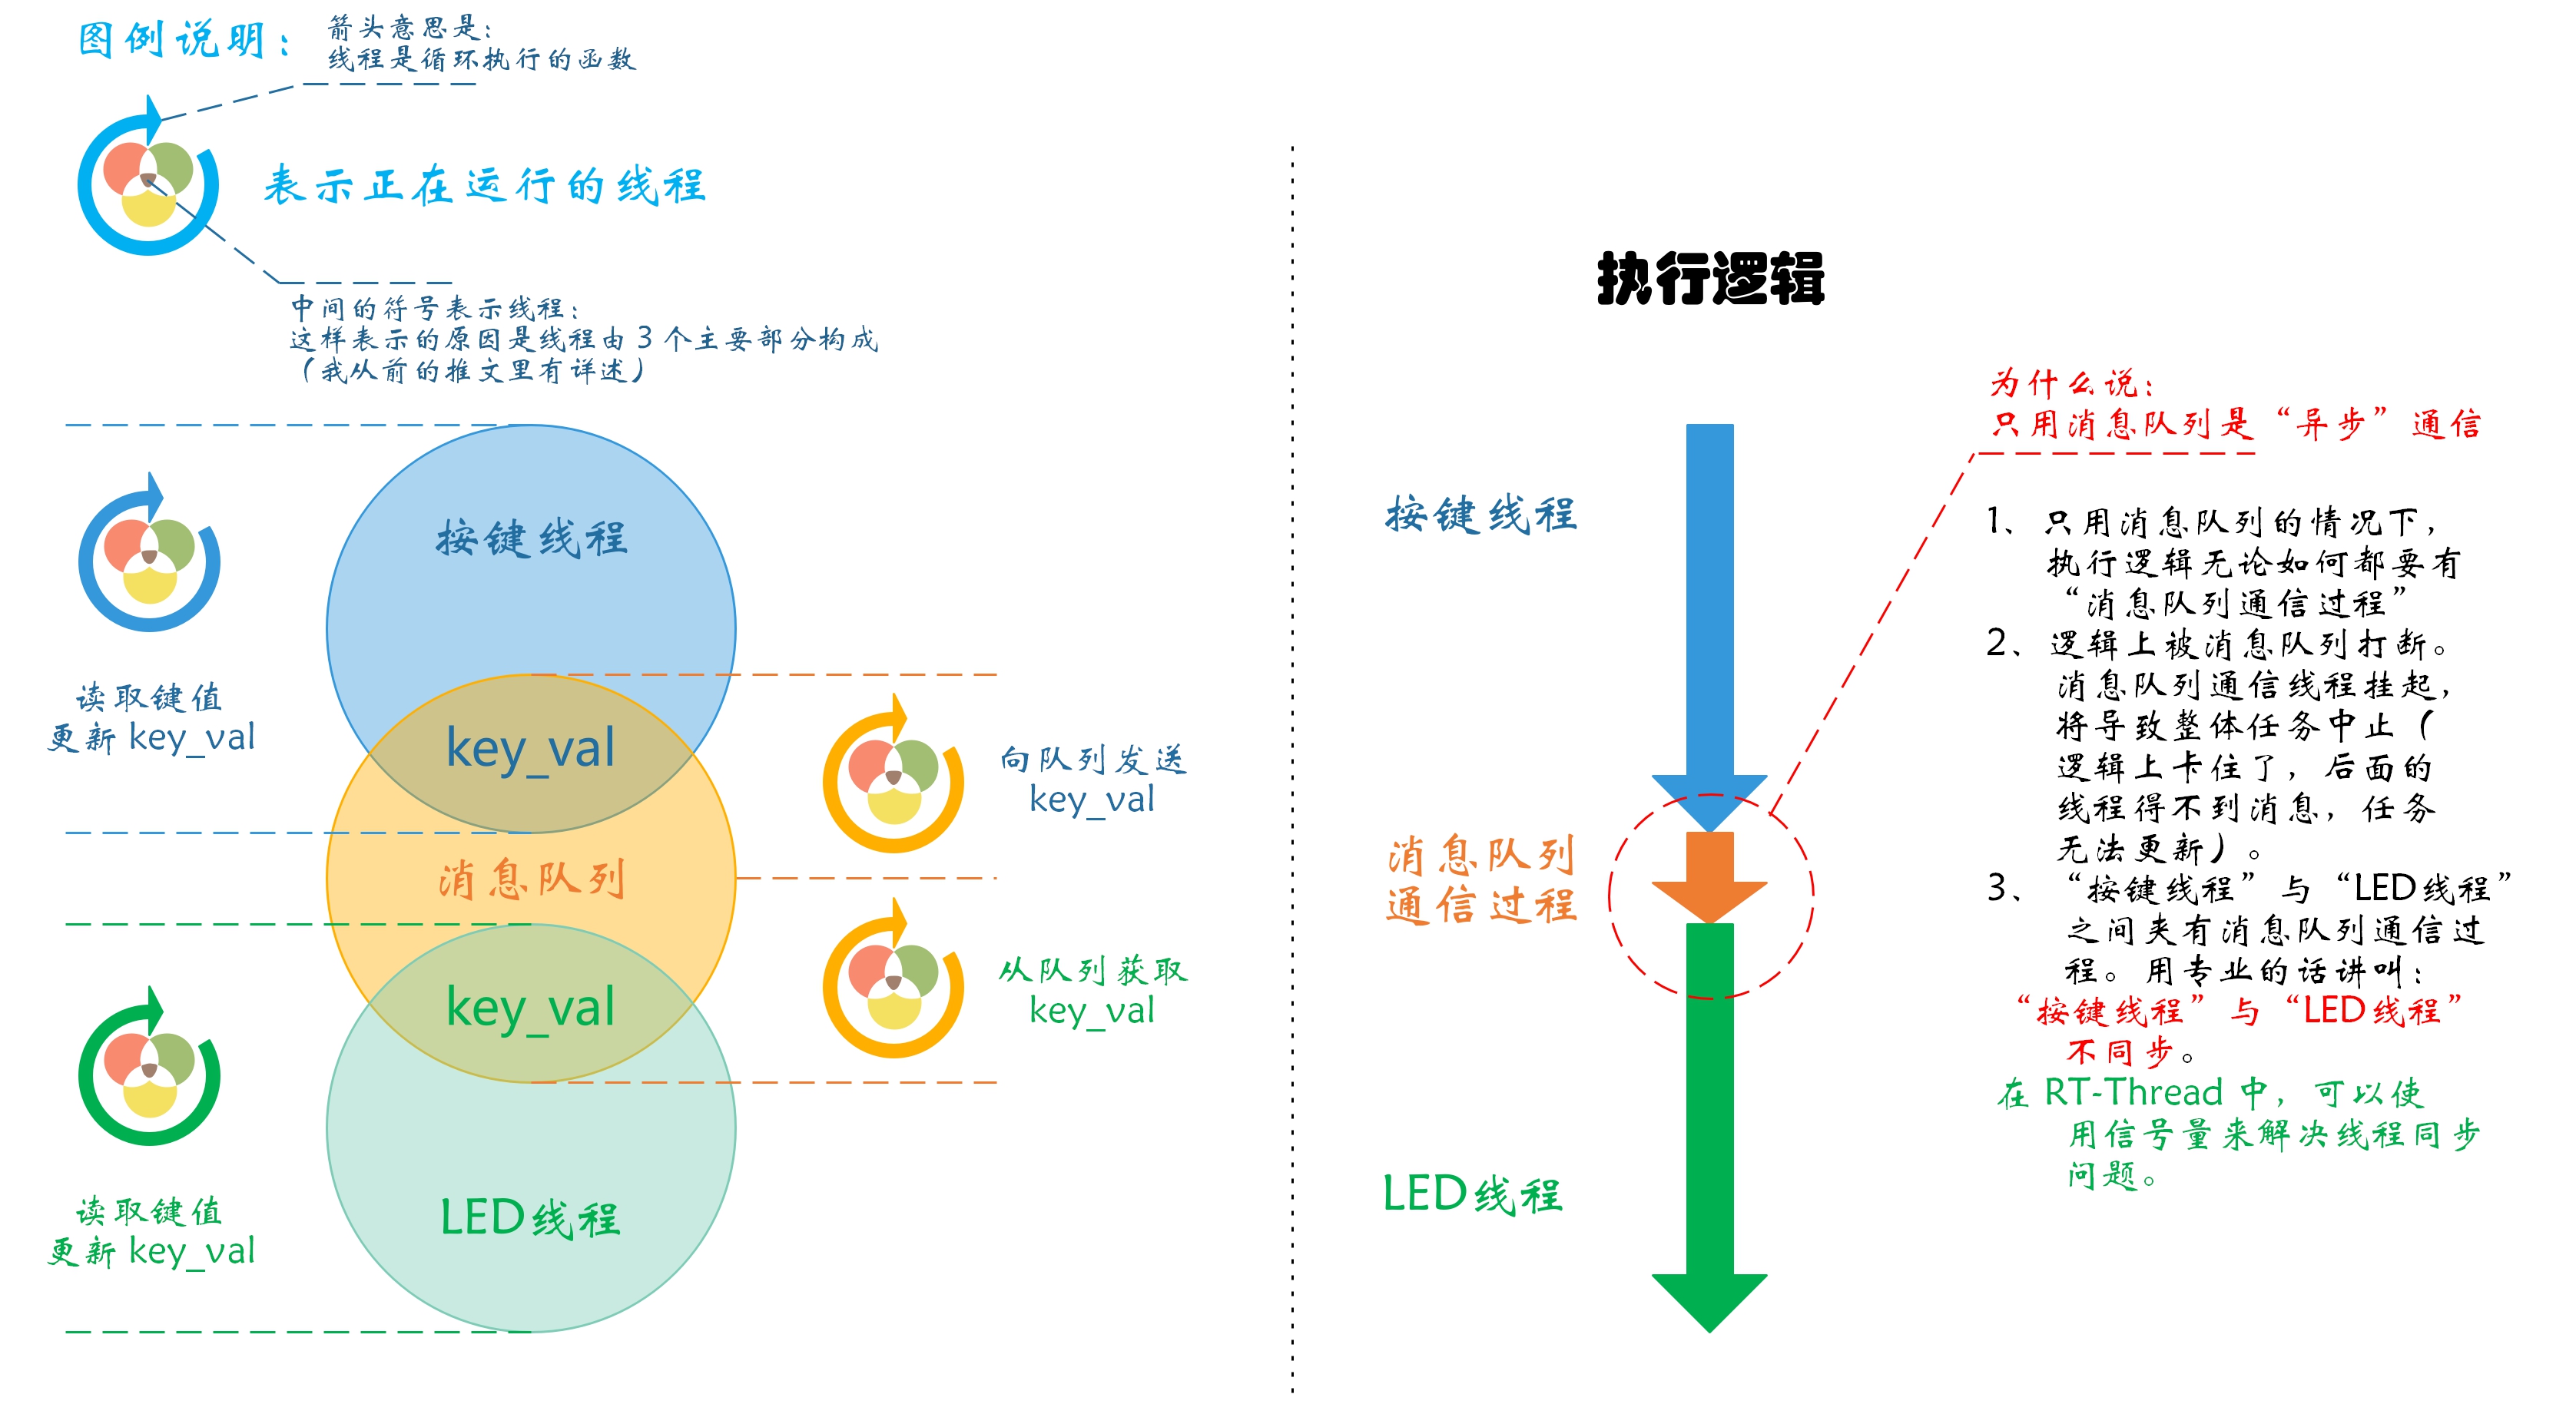 图例说明：
箭头意思是：
线程是循环执行的函数
表示正在运行的线程
中间的符号表示线程：
这样表示的原因是线程由 3 个主要部分构成
（我从前的推文里有详述）
按键线程
读取键值
更新 key_val
key_val
向队列发送
key_val
消息队列
从队列获取
key_val
key_val
LED线程
读取键值
更新 key_val
执行逻辑
按键线程
消息队列
通信过程
LED线程
为什么说：
只用消息队列是“异步”通信
1、只用消息队列的情况下，
执行逻辑无论如何都要有
“消息队列通信过程”
2、逻辑上被消息队列打断。
消息队列通信线程挂起，
将导致整体任务中止（
逻辑上卡住了，后面的
线程得不到消息，任务
无法更新）。
3、“按键线程”与“LED线程”
之间夹有消息队列通信过
程。用专业的话讲叫：
“按键线程”与“LED线程”
不同步。
在 RT-Thread 中，可以使
用信号量来解决线程同步
问题。